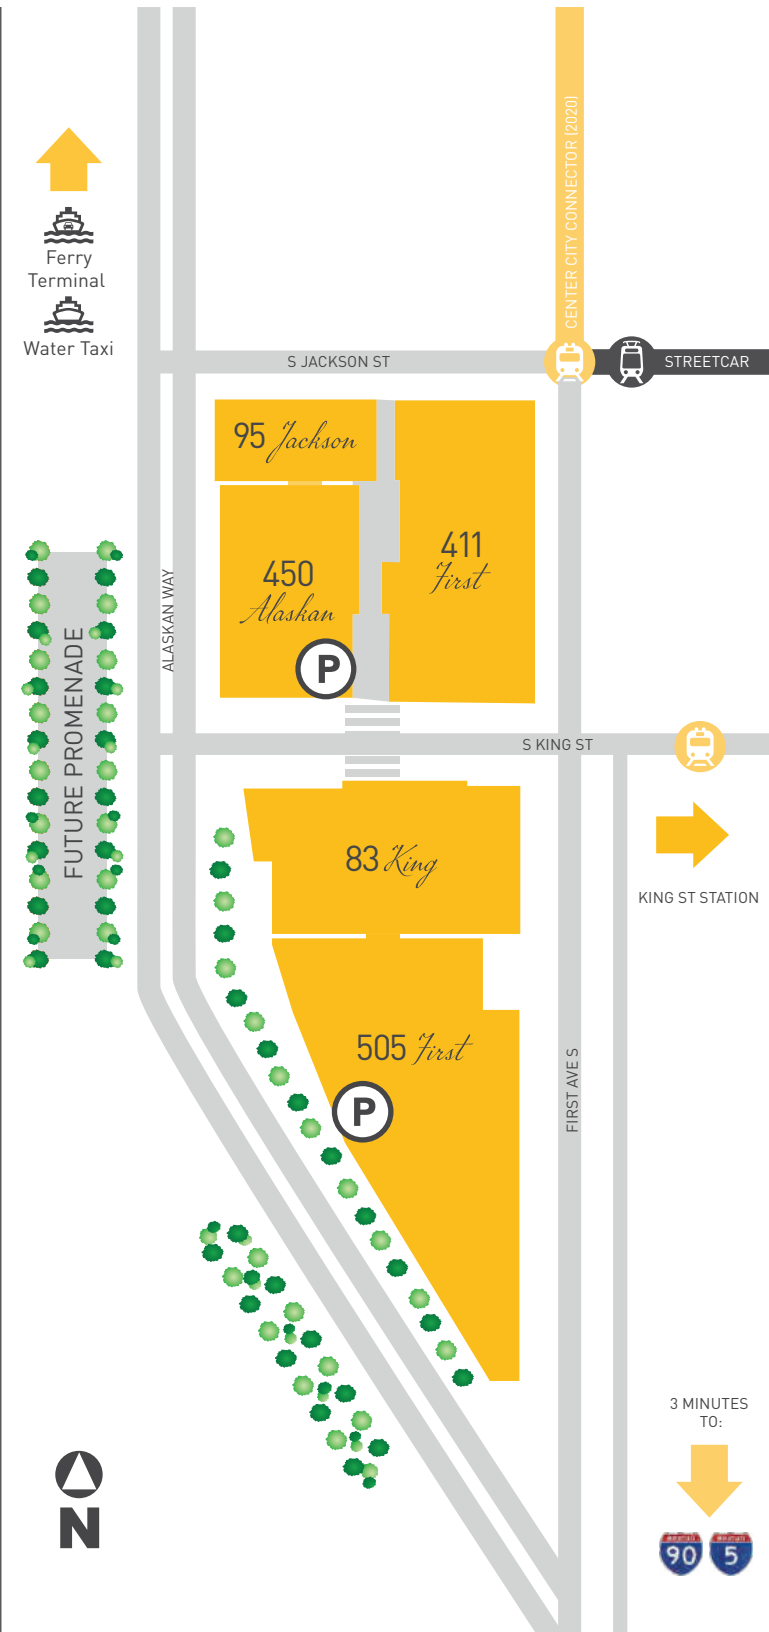 CENTER CITY CONNECTOR (2020)
Ferry
Terminal
Water Taxi
S JACKSON ST
STREETCAR
95 Jackson
411
First
450
Alaskan
P
ALASKAN WAY
FUTURE PROMENADE
S KING ST
83 King
KING ST STATION
505 First
P
FIRST AVE S
3 MINUTES
TO:
N
90 5